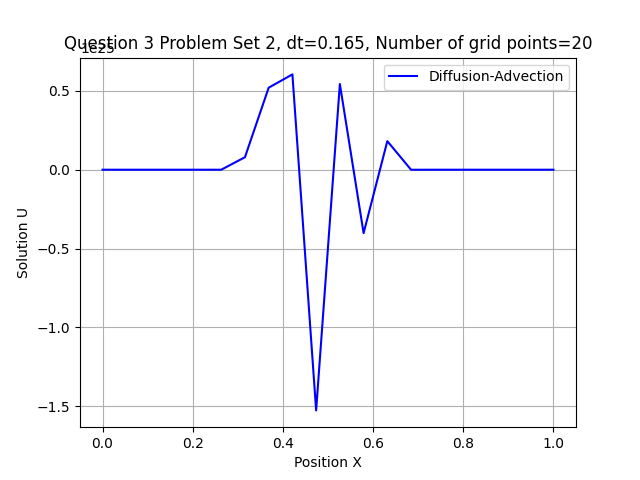 Question 3 Problem Set 2, dt=0.165, Number of grid points=20
1e25
Diffusion-Advection
0.5
0.0
−0.5
−1.0
−1.5
Solution U
0.0 0.2 0.4 0.6 0.8 1.0
Position X